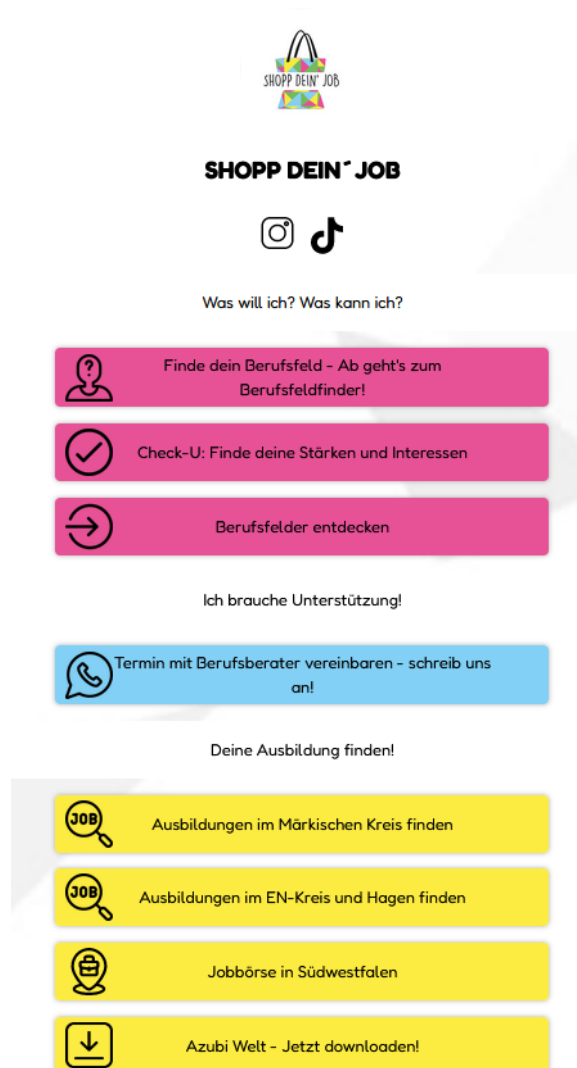 SHOPP DEIN' JOB
SHOPP DEIN´JOB
Was will ich? Was kann ich?
Finde dein Berufsfeld - Ab geht's zum
Berufsfeldfinder!
Check-U: Finde deine Stärken und Interessen
Berufsfelder entdecken
Ich brauche Unterstützung!
Termin mit Berufsberater vereinbaren - schreib uns
an!
Deine Ausbildung finden!
JOB
Ausbildungen im Märkischen Kreis finden
JOB
Ausbildungen im EN-Kreis und Hagen finden
Jobbörse in Südwestfalen
Azubi Welt - Jetzt downloaden!